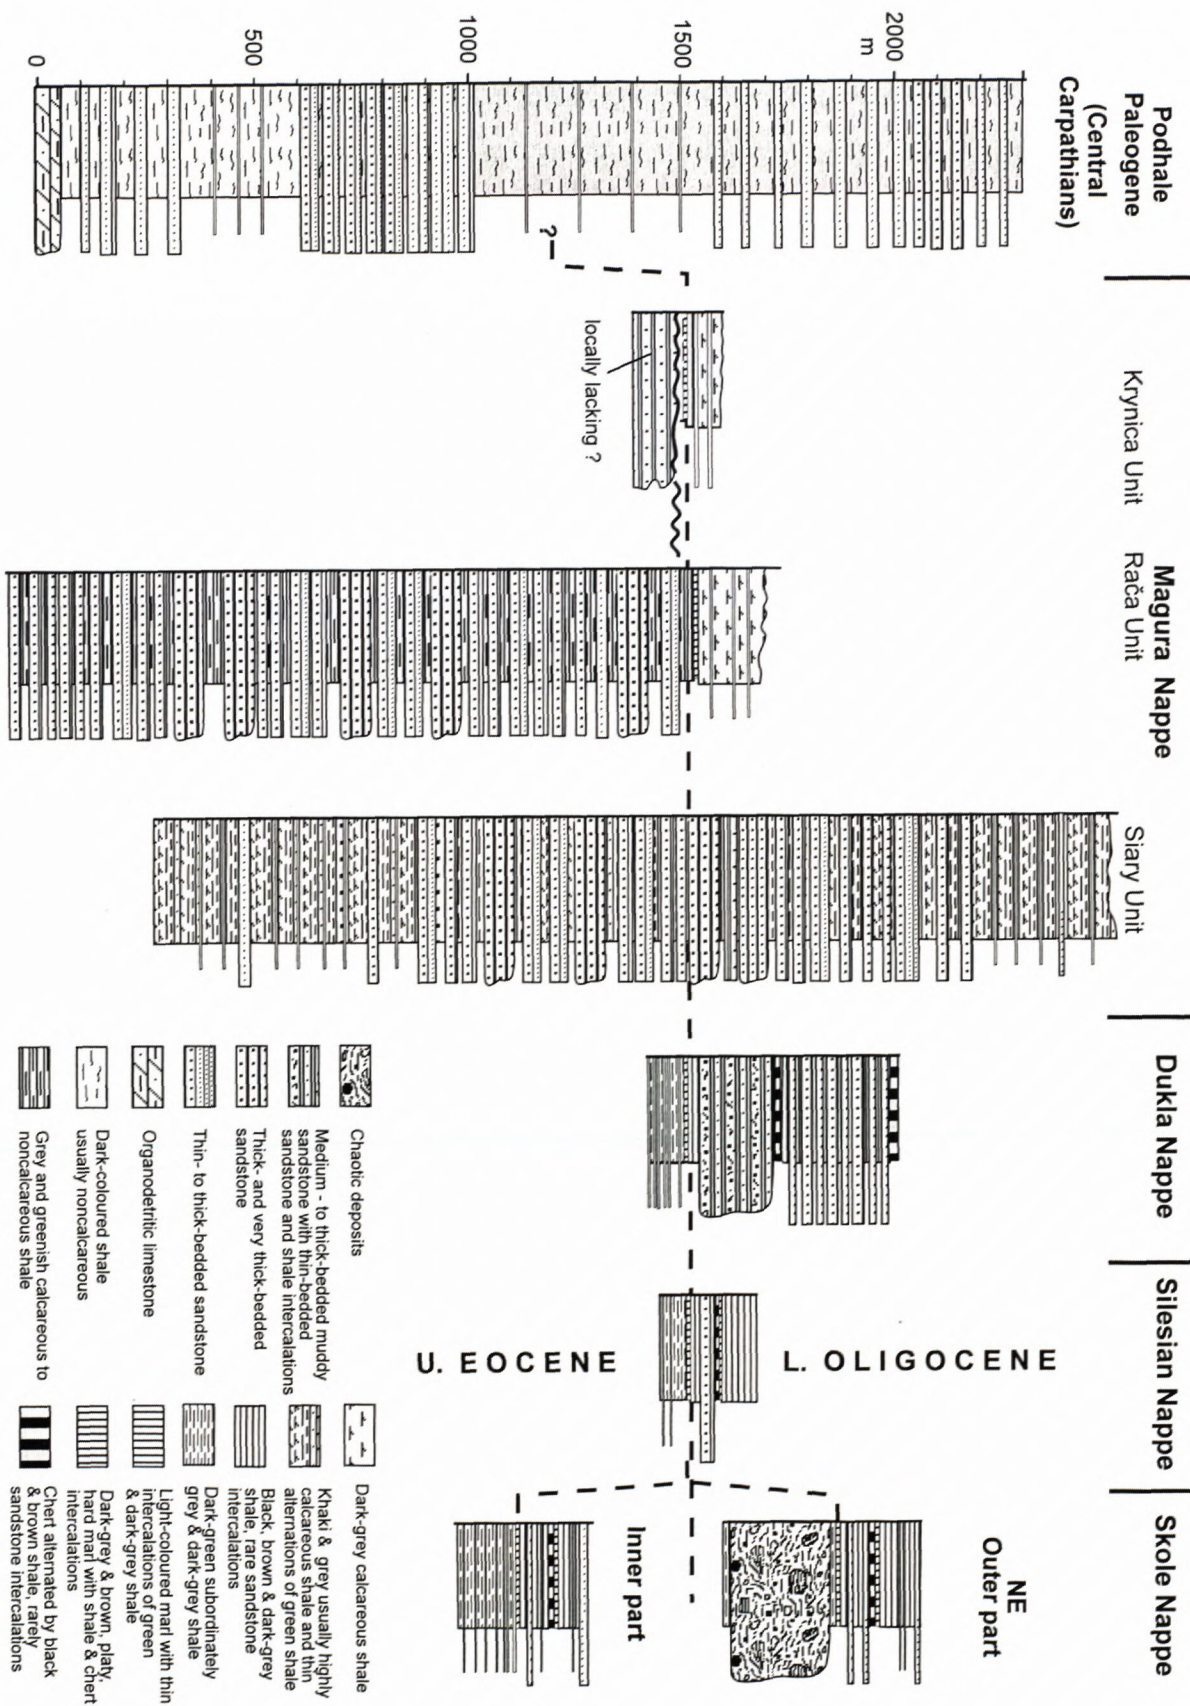 Podhale
Paleogene
(Central
Carpathians)
Krynica Unit
Magura Nappe
Rača Unit
Siary Unit
Dukla Nappe
Silesian Nappe
Skole Nappe
2000
m
1500
1000
500
0
?
locally lacking ?
L. OLIGOCENE
U. EOCENE
NE
Outer part
Inner part
Chaotic deposits
Medium - to thick-bedded muddy
sandstone with thin-bedded
sandstone and shale intercalations
Thick- and very thick-bedded
sandstone
Thin- to thick-bedded sandstone
Organodetritic limestone
Dark-coloured shale
usually noncalcareous
Grey and greenish calcareous to
noncalcareous shale
Dark-grey calcareous shale
Khaki & grey usually highly
calcareous shale and thin
alternations of green shale
Black, brown & dark-grey
shale, rare sandstone
intercalations
Dark-green subordinately
grey & dark-grey shale
Light-coloured marl with thin
intercalations of green
& dark-grey shale
Dark-grey & brown, platy,
hard marl with shale & chert
intercalations
Chert alternated by black
& brown shale, rarely
sandstone intercalations